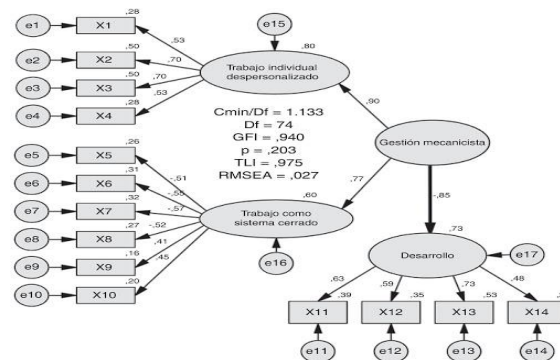 e15
,28
e1
X1
,53
,80
,50
e2
X2
,70
Trabajo individual
despersonalizado
,50
e3
X3
,70
,28
e4
X4
,53
,90
Cmin/Df = 1.133
Df = 74
GFI = ,940
p = ,203
TLI = ,975
RMSEA = ,027
Gestión mecanicista
,26
e5
X5
-,51
,31
e6
X6
-,55
,77
,60
,32
e7
X7
-,57
Trabajo como
sistema cerrado
-,85
,27
e8
X8
-,52
,16
e9
X9
,41
e16
,20
e10
X10
,45
,73
e17
Desarrollo
,63
,59
,73
,48
,39
,35
,53
X11
X12
X13
X14
e11
e12
e13
e14